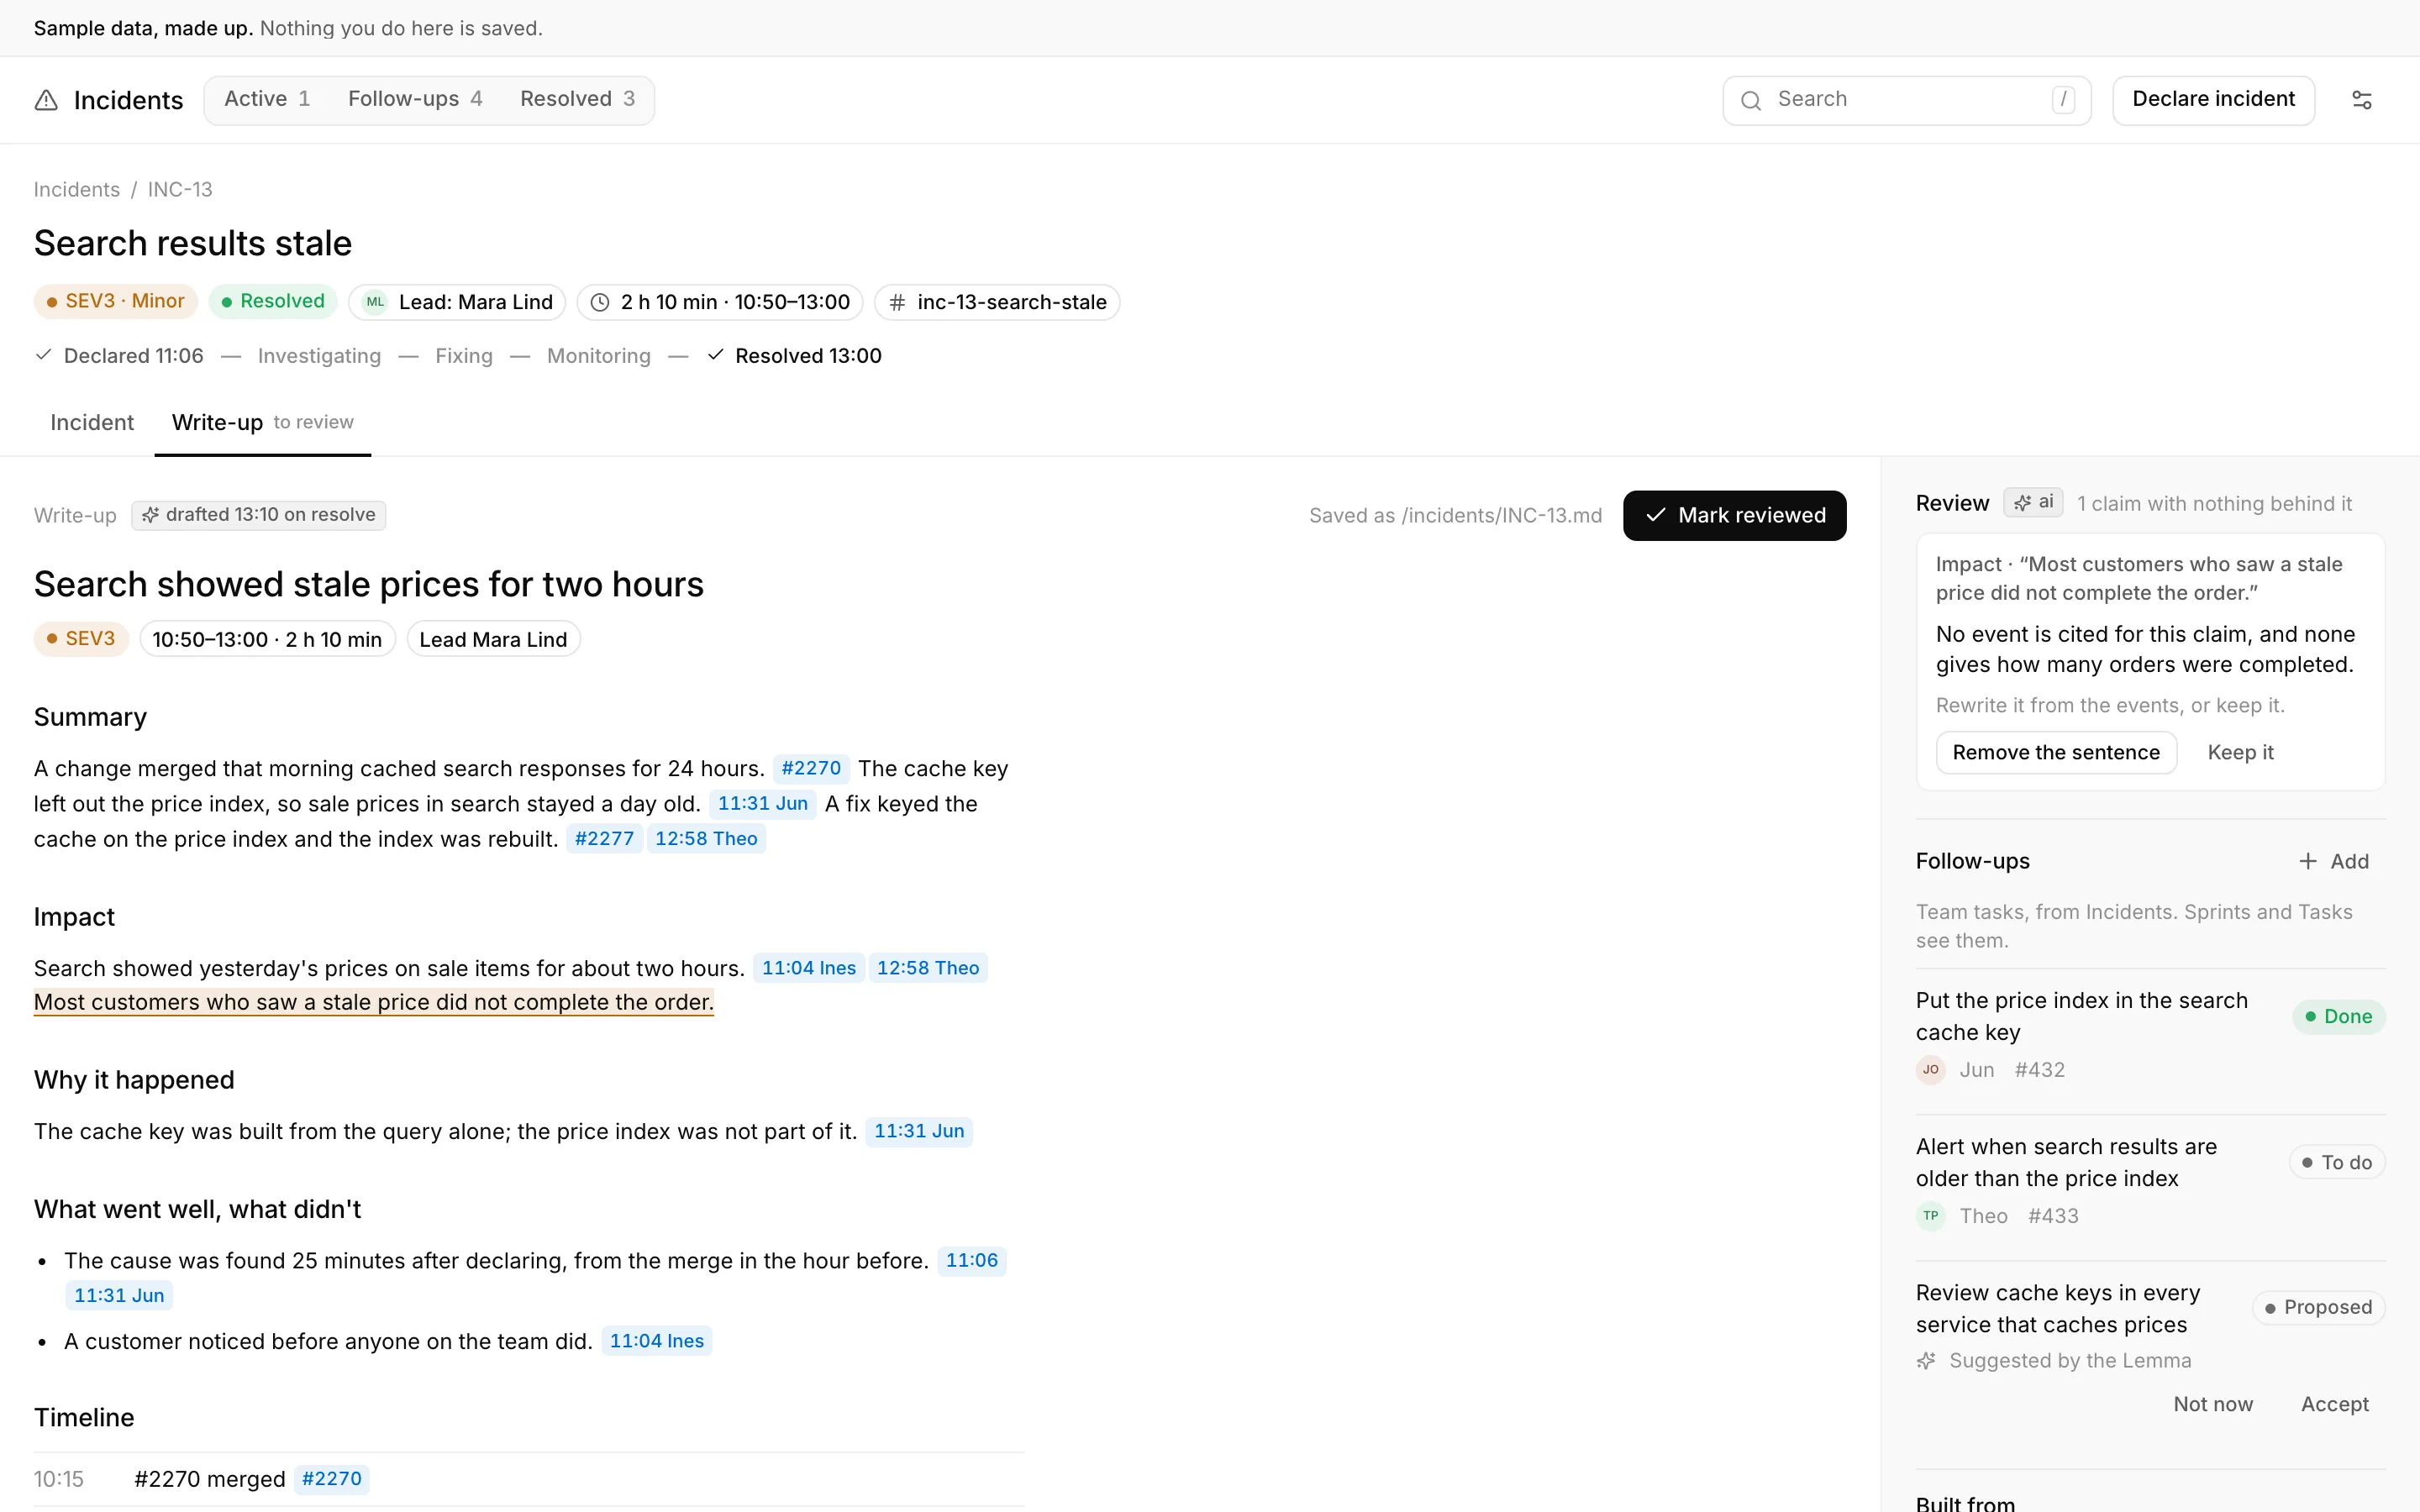 Sample data, made up. Nothing you do here is saved.
Incidents
Active 1
Follow-ups 4
Resolved 3
Search
/
Declare incident
Incidents / INC-13
Search results stale
SEV3 · Minor
Resolved
ML Lead: Mara Lind
2 h 10 min · 10:50–13:00
# inc-13-search-stale
Declared 11:06 — Investigating — Fixing — Monitoring — Resolved 13:00
Incident
Write-up to review
Write-up
drafted 13:10 on resolve
Saved as /incidents/INC-13.md
Mark reviewed
Search showed stale prices for two hours
SEV3
10:50–13:00 · 2 h 10 min
Lead Mara Lind
Summary
A change merged that morning cached search responses for 24 hours. #2270 The cache key
left out the price index, so sale prices in search stayed a day old. 11:31 Jun A fix keyed the
cache on the price index and the index was rebuilt. #2277 12:58 Theo
Impact
Search showed yesterday's prices on sale items for about two hours. 11:04 Ines 12:58 Theo
Most customers who saw a stale price did not complete the order.
Why it happened
The cache key was built from the query alone; the price index was not part of it. 11:31 Jun
What went well, what didn't
• The cause was found 25 minutes after declaring, from the merge in the hour before. 11:06
11:31 Jun
• A customer noticed before anyone on the team did. 11:04 Ines
Timeline
10:15 #2270 merged #2270
Review
ai
1 claim with nothing behind it
Impact · “Most customers who saw a stale
price did not complete the order.”
No event is cited for this claim, and none
gives how many orders were completed.
Rewrite it from the events, or keep it.
Remove the sentence
Keep it
Follow-ups
+ Add
Team tasks, from Incidents. Sprints and Tasks
see them.
Put the price index in the search
cache key
Done
JO Jun #432
Alert when search results are
older than the price index
To do
TP Theo #433
Review cache keys in every
service that caches prices
Proposed
Suggested by the Lemma
Not now
Accept
Built from